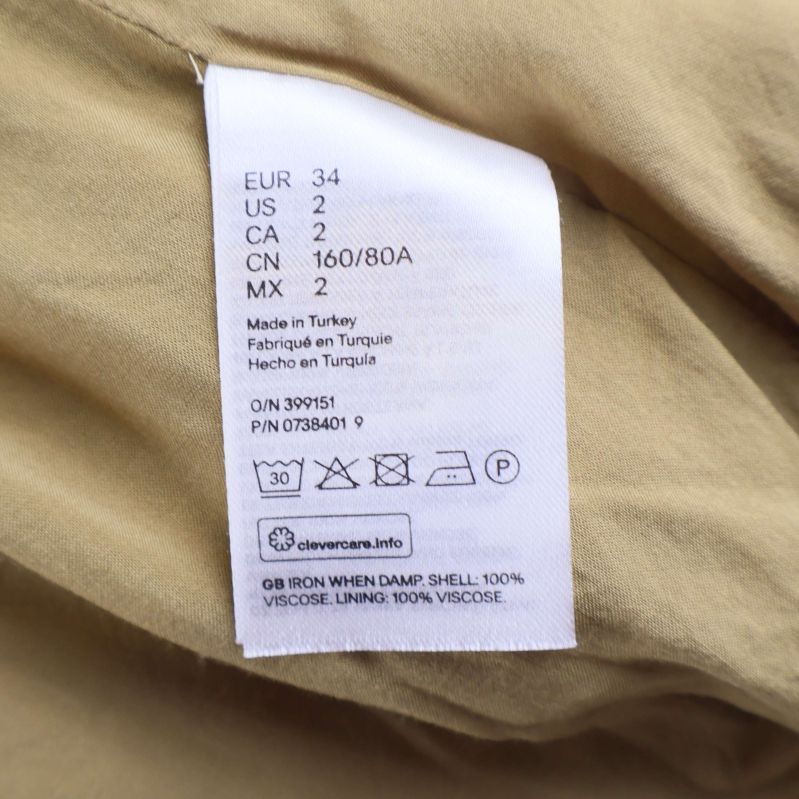 EUR 34
US 2
CA 2
CN 160/80A
MX 2
Made in Turkey
Fabriqué en Turquie
Hecho en Turquía
O/N 399151
P/N 0738401 9
30
P
clevercare.info
GB IRON WHEN DAMP. SHELL: 100%
VISCOSE. LINING: 100% VISCOSE.